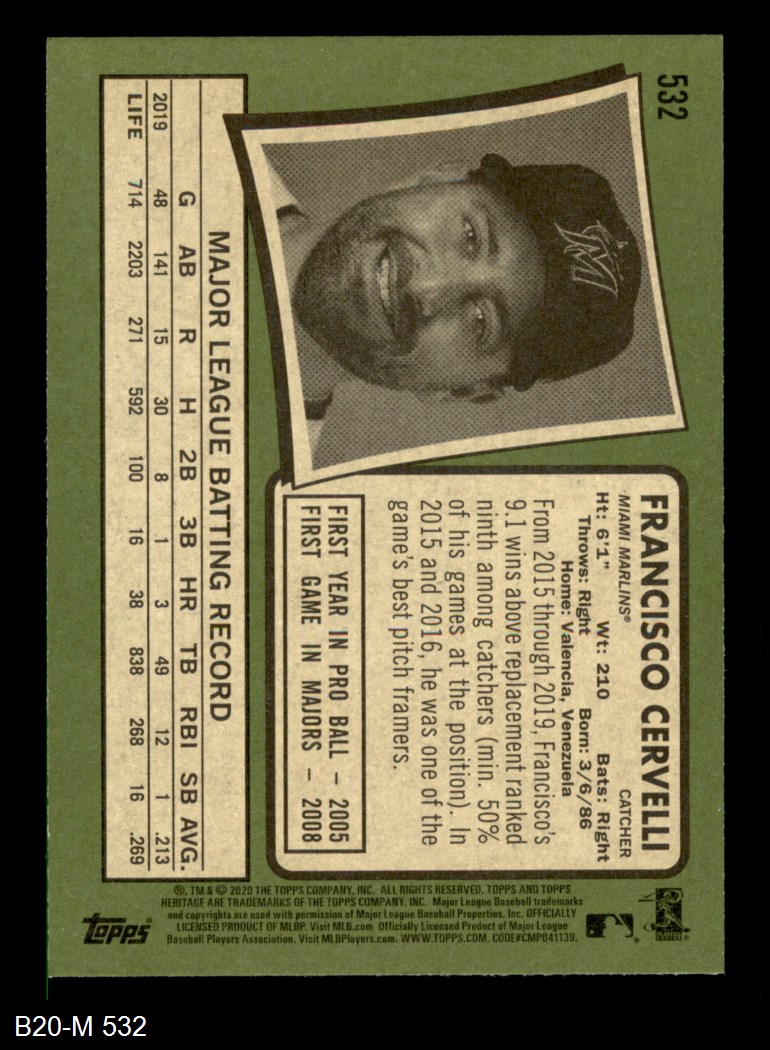 532
FRANCISCO CERVELLI
MIAMI MARLINS® CATCHER
Ht: 6'1" Wt: 210 Bats: Right
Throws: Right Born: 3/6/86
Home: Valencia, Venezuela
From 2015 through 2019, Francisco's
9.1 wins above replacement ranked
ninth among catchers (min. 50%
of his games at the position). In
2015 and 2016, he was one of the
game's best pitch framers.
FIRST YEAR IN PRO BALL – 2005
FIRST GAME IN MAJORS – 2008
MAJOR LEAGUE BATTING RECORD
G AB R H 2B 3B HR TB RBI SB AVG.
2019 48 141 15 30 8 1 3 49 12 1 .213
LIFE 714 2203 271 592 100 16 38 838 268 16 .269
®, TM & © 2020 THE TOPPS COMPANY, INC. ALL RIGHTS RESERVED. TOPPS AND TOPPS
HERITAGE ARE TRADEMARKS OF THE TOPPS COMPANY, INC. Major League Baseball trademarks
and copyrights are used with permission of Major League Baseball Properties, Inc. OFFICIALLY
LICENSED PRODUCT OF MLBP. Visit MLB.com Officially Licensed Product of Major League
Baseball Players Association. Visit MLBPlayers.com. WWW.TOPPS.COM. CODE#CMP041139.
TOPPS
B20-M 532